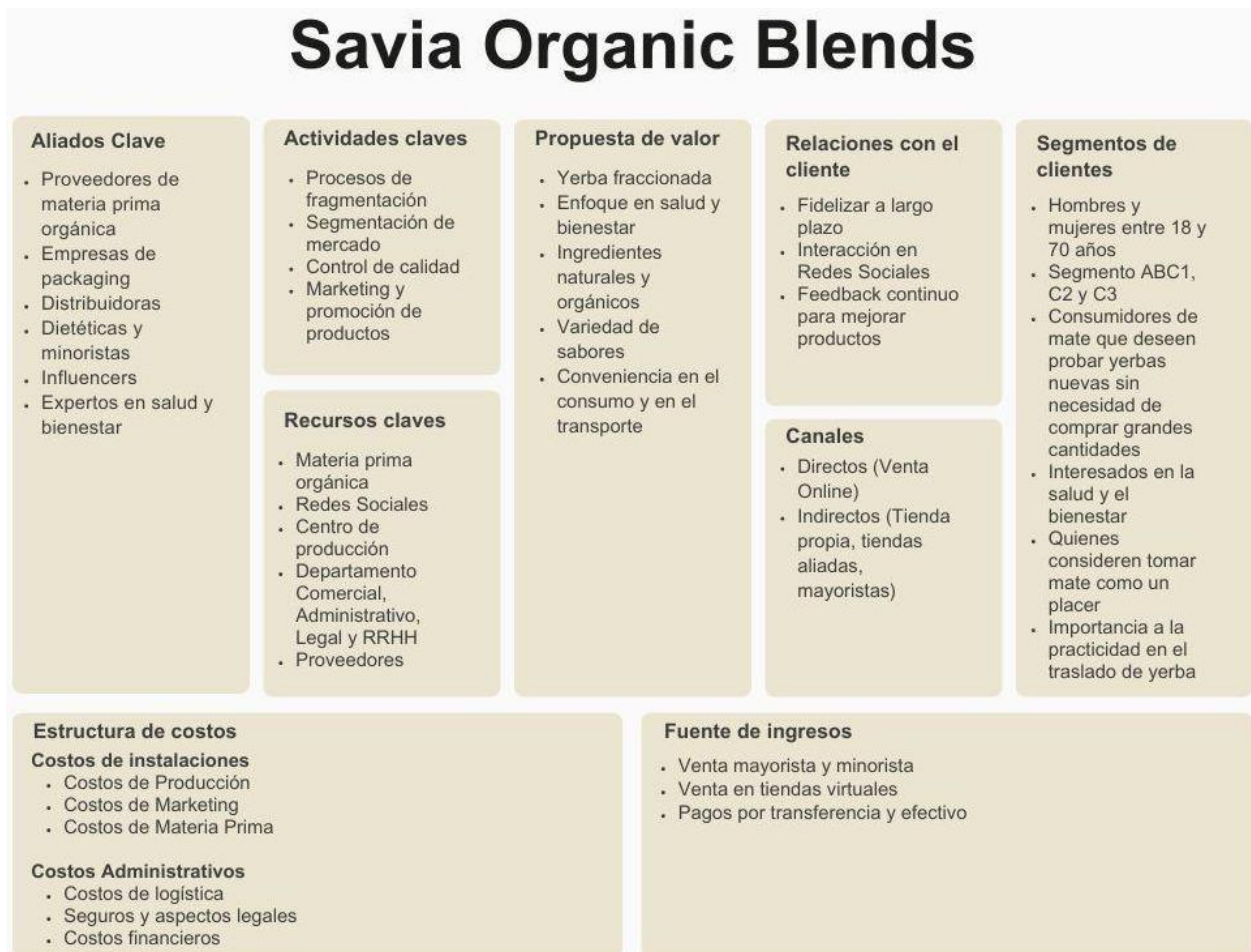 Savia Organic Blends
Aliados Clave
• Proveedores de
materia prima
orgánica
• Empresas de
packaging
• Distribuidoras
• Dietéticas y
minoristas
• Influencers
• Expertos en salud y
bienestar
Actividades claves
• Procesos de
fragmentación
• Segmentación de
mercado
• Control de calidad
• Marketing y
promoción de
productos
Recursos claves
• Materia prima
orgánica
• Redes Sociales
• Centro de
producción
• Departamento
Comercial,
Administrativo,
Legal y RRHH
• Proveedores
Propuesta de valor
• Yerba fraccionada
• Enfoque en salud y
bienestar
• Ingredientes
naturales y
orgánicos
• Variedad de
sabores
• Conveniencia en el
consumo y en el
transporte
Relaciones con el
cliente
• Fidelizar a largo
plazo
• Interacción en
Redes Sociales
• Feedback continuo
para mejorar
productos
Canales
• Directos (Venta
Online)
• Indirectos (Tienda
propia, tiendas
aliadas,
mayoristas)
Segmentos de
clientes
• Hombres y
mujeres entre 18 y
70 años
• Segmento ABC1,
C2 y C3
• Consumidores de
mate que deseen
probar yerbas
nuevas sin
necesidad de
comprar grandes
cantidades
• Interesados en la
salud y el
bienestar
• Quienes
consideren tomar
mate como un
placer
• Importancia a la
practicidad en el
traslado de yerba
Estructura de costos
Costos de instalaciones
• Costos de Producción
• Costos de Marketing
• Costos de Materia Prima
Costos Administrativos
• Costos de logística
• Seguros y aspectos legales
• Costos financieros
Fuente de ingresos
• Venta mayorista y minorista
• Venta en tiendas virtuales
• Pagos por transferencia y efectivo